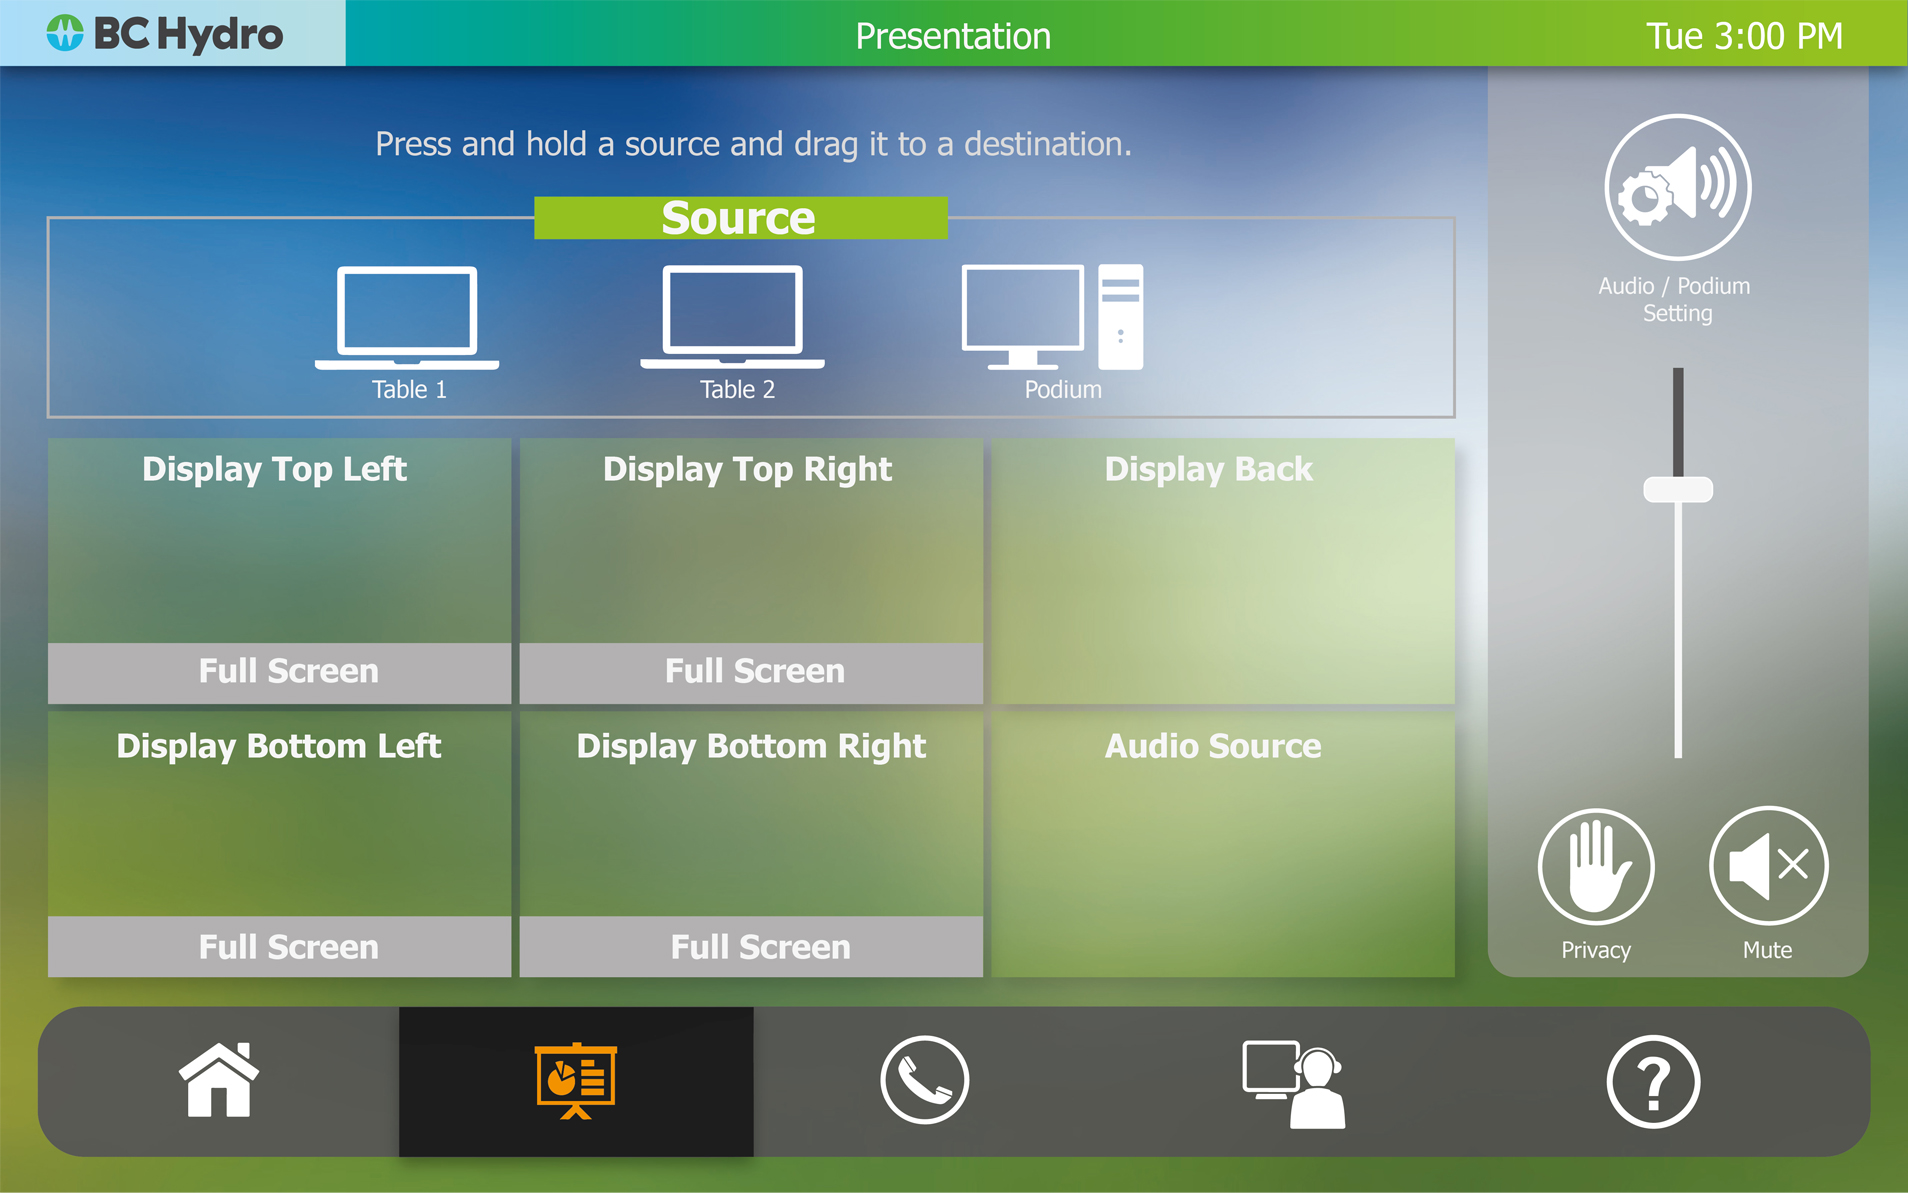 BC Hydro
Presentation
Tue 3:00 PM
Press and hold a source and drag it to a destination.
Source
Table 1
Table 2
Podium
Audio / Podium
Setting
Display Top Left
Display Top Right
Display Back
Full Screen
Full Screen
Display Bottom Left
Display Bottom Right
Audio Source
Full Screen
Full Screen
Privacy
Mute
?